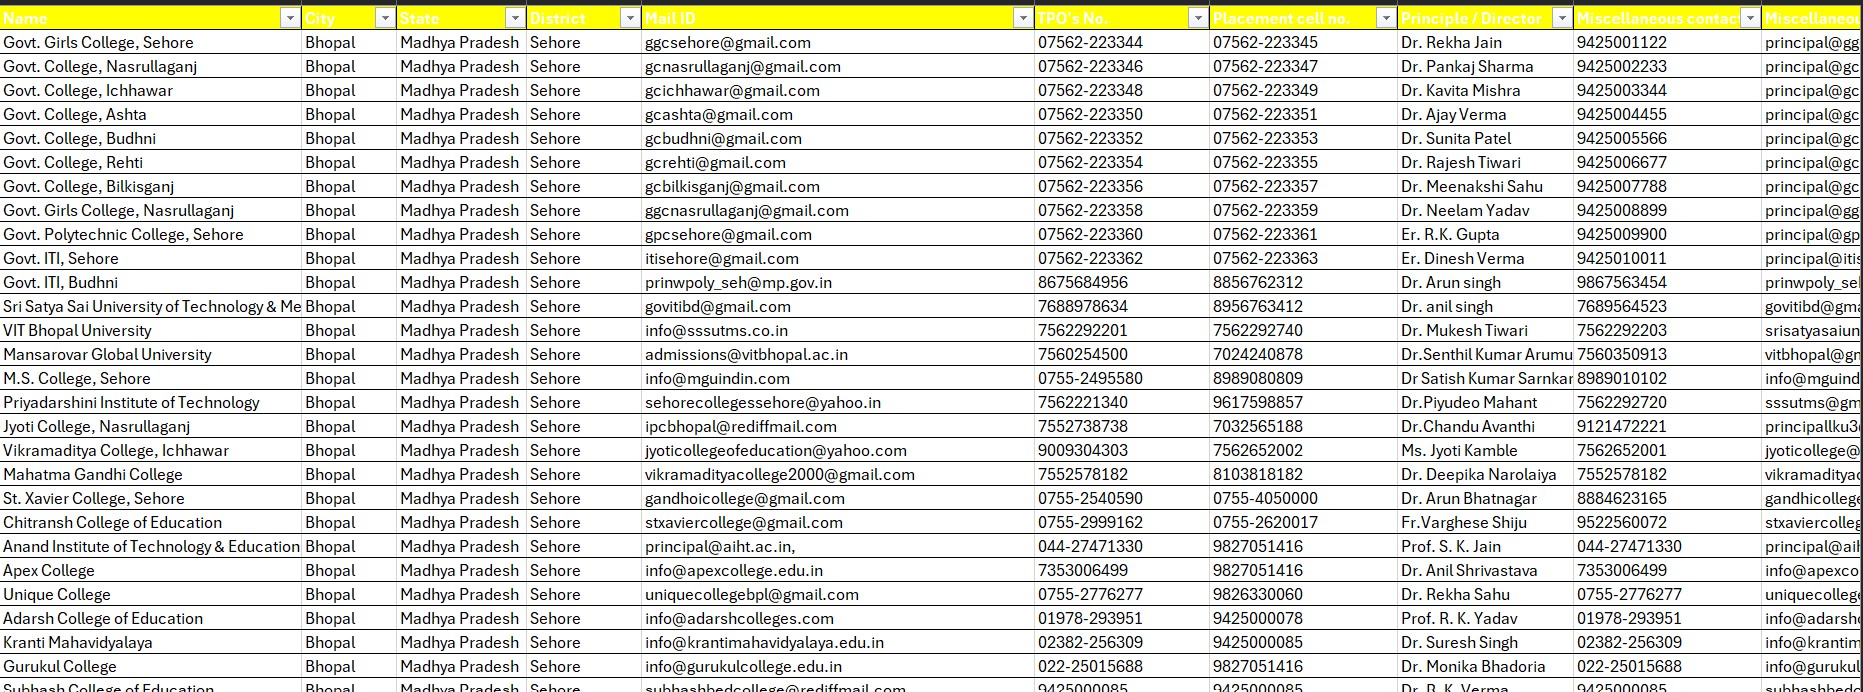 Name City State District Mail ID TPO's No. Placement cell no. Principle / Director Miscellaneous contac Miscellaneou
Govt. Girls College, Sehore Bhopal Madhya Pradesh Sehore ggcsehore@gmail.com 07562-223344 07562-223345 Dr. Rekha Jain 9425001122 principal@gg
Govt. College, Nasrullaganj Bhopal Madhya Pradesh Sehore gcnasrullaganj@gmail.com 07562-223346 07562-223347 Dr. Pankaj Sharma 9425002233 principal@gc
Govt. College, Ichhawar Bhopal Madhya Pradesh Sehore gcichhawar@gmail.com 07562-223348 07562-223349 Dr. Kavita Mishra 9425003344 principal@gc
Govt. College, Ashta Bhopal Madhya Pradesh Sehore gcashta@gmail.com 07562-223350 07562-223351 Dr. Ajay Verma 9425004455 principal@gc
Govt. College, Budhni Bhopal Madhya Pradesh Sehore gcbudhni@gmail.com 07562-223352 07562-223353 Dr. Sunita Patel 9425005566 principal@gc
Govt. College, Rehti Bhopal Madhya Pradesh Sehore gcrehti@gmail.com 07562-223354 07562-223355 Dr. Rajesh Tiwari 9425006677 principal@gc
Govt. College, Bilkisganj Bhopal Madhya Pradesh Sehore gcbilkisganj@gmail.com 07562-223356 07562-223357 Dr. Meenakshi Sahu 9425007788 principal@gc
Govt. Girls College, Nasrullaganj Bhopal Madhya Pradesh Sehore ggcnasrullaganj@gmail.com 07562-223358 07562-223359 Dr. Neelam Yadav 9425008899 principal@gg
Govt. Polytechnic College, Sehore Bhopal Madhya Pradesh Sehore gpcsehore@gmail.com 07562-223360 07562-223361 Er. R.K. Gupta 9425009900 principal@gp
Govt. ITI, Sehore Bhopal Madhya Pradesh Sehore itisehore@gmail.com 07562-223362 07562-223363 Er. Dinesh Verma 9425010011 principal@itis
Govt. ITI, Budhni Bhopal Madhya Pradesh Sehore prinwpoly_seh@mp.gov.in 8675684956 8856762312 Dr. Arun singh 9867563454 prinwpoly_se
Sri Satya Sai University of Technology & Me Bhopal Madhya Pradesh Sehore govitibd@gmail.com 7688978634 8956763412 Dr. anil singh 7689564523 govitibd@gma
VIT Bhopal University Bhopal Madhya Pradesh Sehore info@sssutms.co.in 7562292201 7562292740 Dr. Mukesh Tiwari 7562292203 srisatyasaiun
Mansarovar Global University Bhopal Madhya Pradesh Sehore admissions@vitbhopal.ac.in 7560254500 7024240878 Dr.Senthil Kumar Arumu 7560350913 vitbhopal@gn
M.S. College, Sehore Bhopal Madhya Pradesh Sehore info@mguindin.com 0755-2495580 8989080809 Dr Satish Kumar Sarnkar 8989010102 info@mguind
Priyadarshini Institute of Technology Bhopal Madhya Pradesh Sehore sehorecollegessehore@yahoo.in 7562221340 9617598857 Dr.Piyudeo Mahant 7562292720 sssutms@gm
Jyoti College, Nasrullaganj Bhopal Madhya Pradesh Sehore ipcbhopal@rediffmail.com 7552738738 7032565188 Dr.Chandu Avanthi 9121472221 principallku3
Vikramaditya College, Ichhawar Bhopal Madhya Pradesh Sehore jyoticollegeofeducation@yahoo.com 9009304303 7562652002 Ms. Jyoti Kamble 7562652001 jyoticollege@
Mahatma Gandhi College Bhopal Madhya Pradesh Sehore vikramadityacollege2000@gmail.com 7552578182 8103818182 Dr. Deepika Narolaiya 7552578182 vikramadityac
St. Xavier College, Sehore Bhopal Madhya Pradesh Sehore gandhoicollege@gmail.com 0755-2540590 0755-4050000 Dr. Arun Bhatnagar 8884623165 gandhicollege
Chitransh College of Education Bhopal Madhya Pradesh Sehore stxaviercollege@gmail.com 0755-2999162 0755-2620017 Fr.Varghese Shiju 9522560072 stxaviercolleg
Anand Institute of Technology & Education Bhopal Madhya Pradesh Sehore principal@aiht.ac.in, 044-27471330 9827051416 Prof. S. K. Jain 044-27471330 principal@aih
Apex College Bhopal Madhya Pradesh Sehore info@apexcollege.edu.in 7353006499 9827051416 Dr. Anil Shrivastava 7353006499 info@apexco
Unique College Bhopal Madhya Pradesh Sehore uniquecollegebpl@gmail.com 0755-2776277 9826330060 Dr. Rekha Sahu 0755-2776277 uniquecollege
Adarsh College of Education Bhopal Madhya Pradesh Sehore info@adarshcolleges.com 01978-293951 9425000078 Prof. R. K. Yadav 01978-293951 info@adarsh
Kranti Mahavidyalaya Bhopal Madhya Pradesh Sehore info@krantimahavidyalaya.edu.in 02382-256309 9425000085 Dr. Suresh Singh 02382-256309 info@krantim
Gurukul College Bhopal Madhya Pradesh Sehore info@gurukulcollege.edu.in 022-25015688 9827051416 Dr. Monika Bhadoria 022-25015688 info@gurukul
Subhash College of Education Bhopal Madhya Pradesh Sehore subhashbedcollege@rediffmail.com 9425000085 9425000085 Dr. R. K. Verma 9425000085 subhashbedc